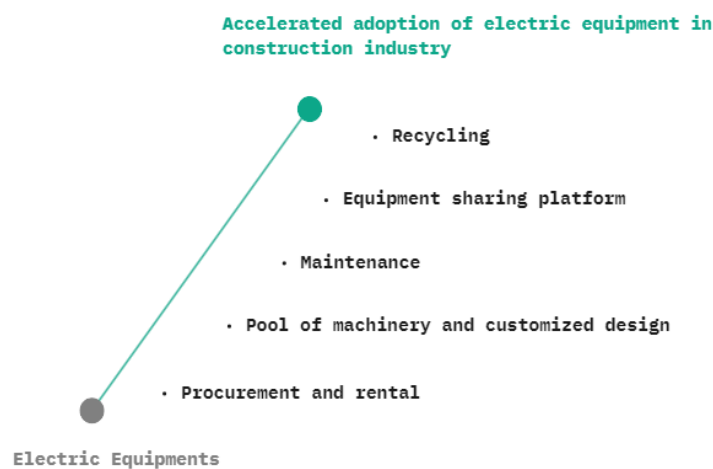 Accelerated adoption of electric equipment in
construction industry
· Recycling
· Equipment sharing platform
· Maintenance
· Pool of machinery and customized design
· Procurement and rental
Electric Equipments